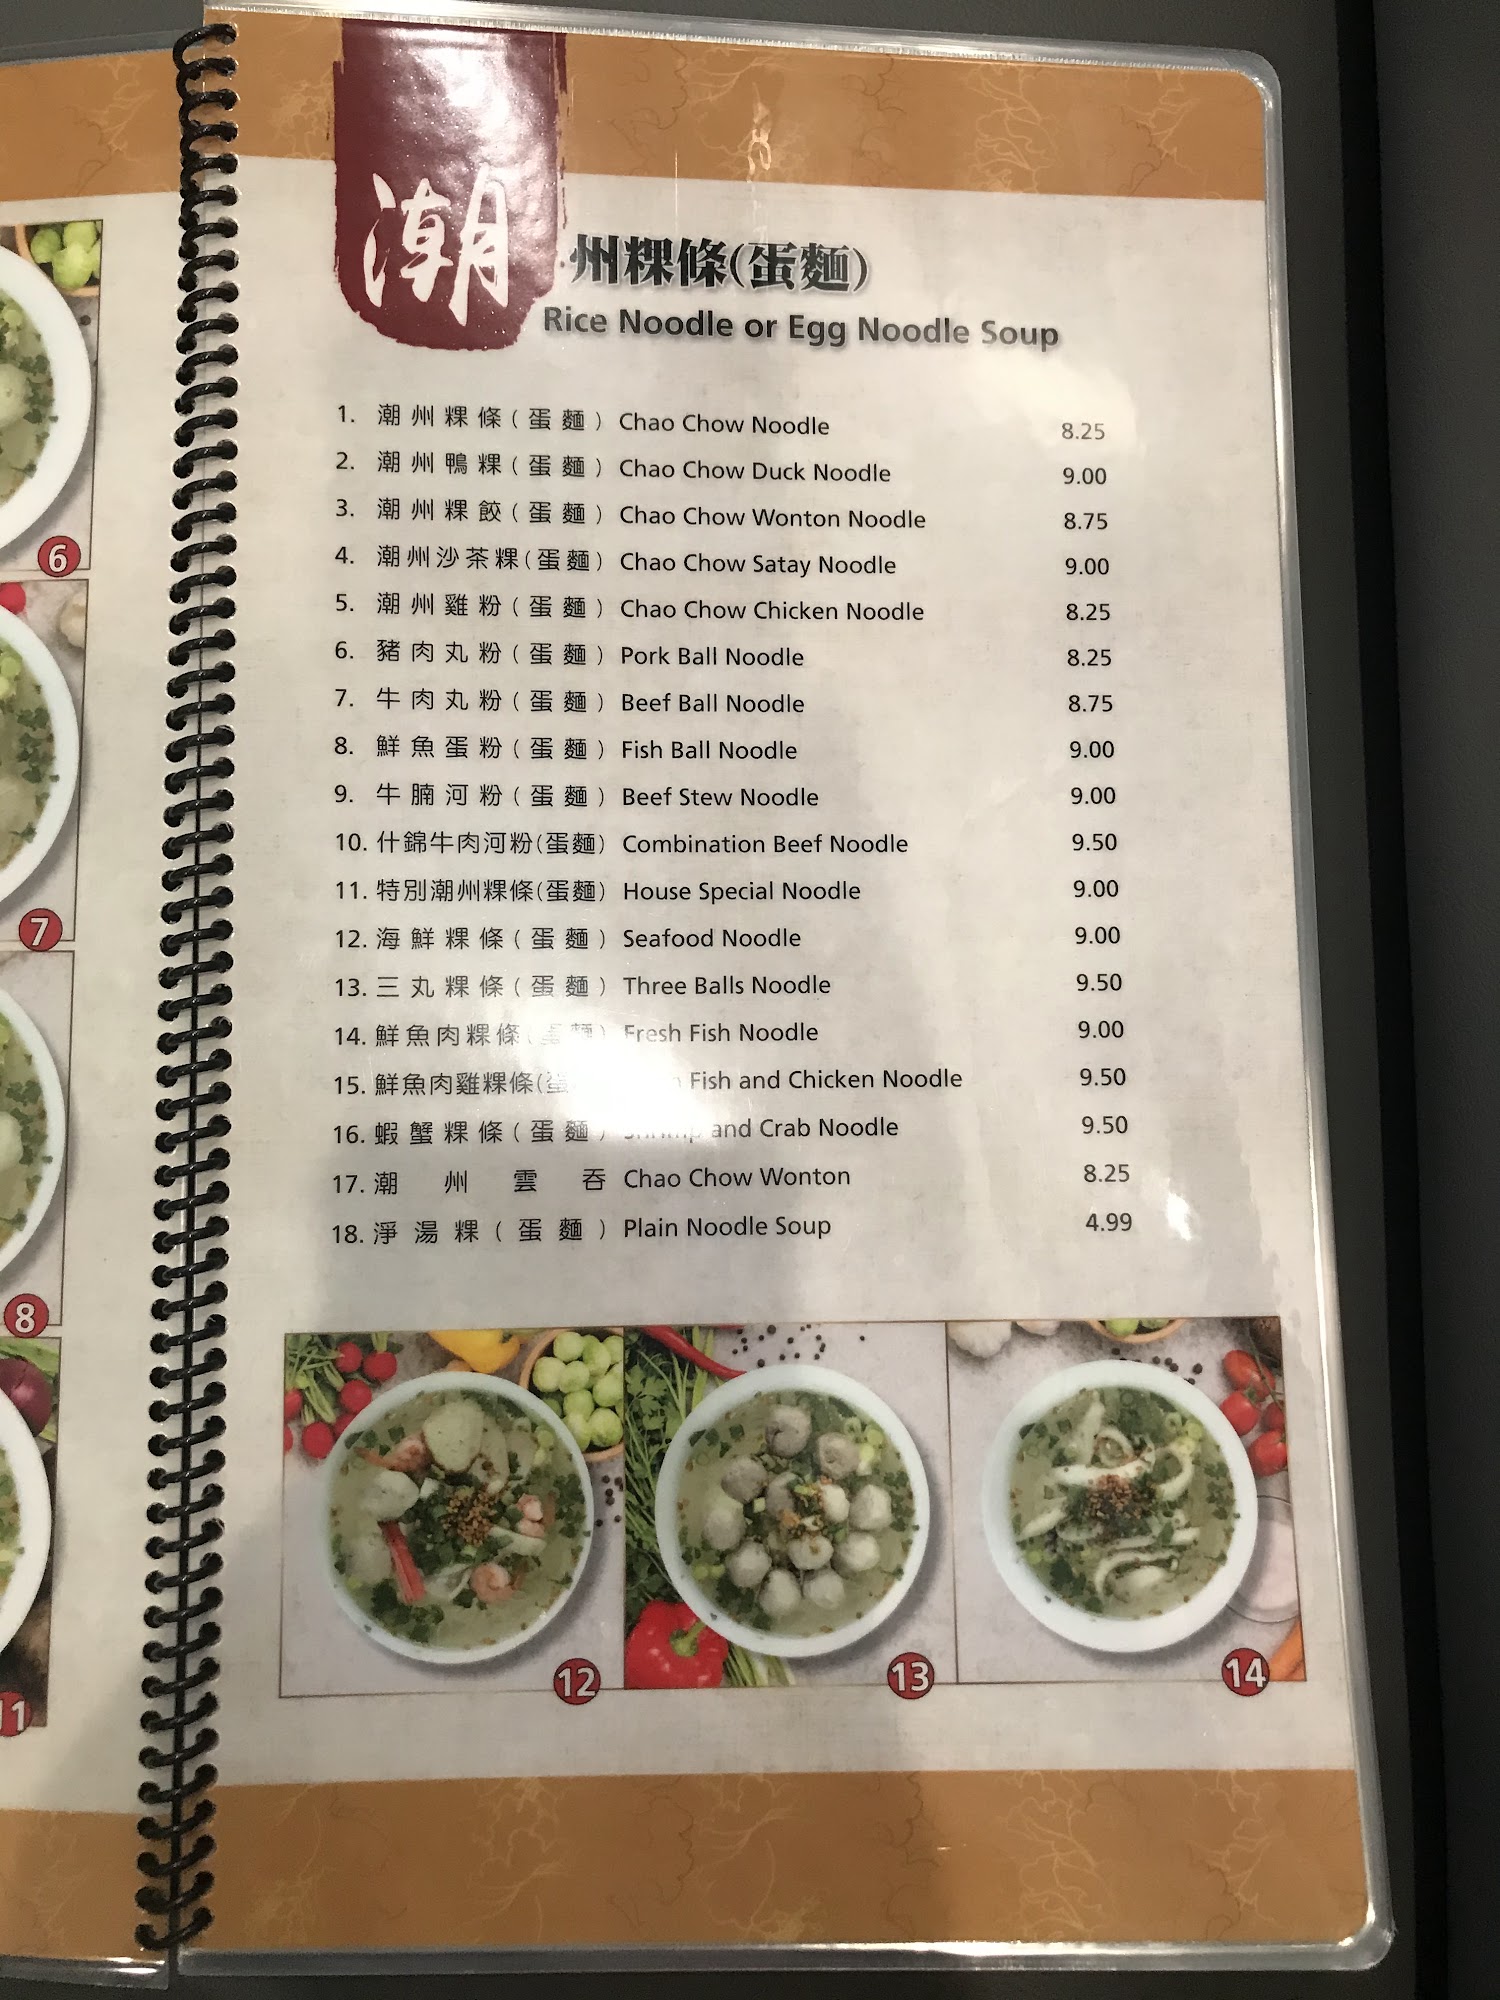 潮州粿條(蛋麵)
Rice Noodle or Egg Noodle Soup
1. 潮州粿條(蛋麵) Chao Chow Noodle 8.25
2. 潮州鴨粿(蛋麵) Chao Chow Duck Noodle 9.00
3. 潮州粿餃(蛋麵) Chao Chow Wonton Noodle 8.75
4. 潮州沙茶粿(蛋麵) Chao Chow Satay Noodle 9.00
5. 潮州雞粉(蛋麵) Chao Chow Chicken Noodle 8.25
6. 豬肉丸粉(蛋麵) Pork Ball Noodle 8.25
7. 牛肉丸粉(蛋麵) Beef Ball Noodle 8.75
8. 鮮魚蛋粉(蛋麵) Fish Ball Noodle 9.00
9. 牛腩河粉(蛋麵) Beef Stew Noodle 9.00
10. 什錦牛肉河粉(蛋麵) Combination Beef Noodle 9.50
11. 特別潮州粿條(蛋麵) House Special Noodle 9.00
12. 海鮮粿條(蛋麵) Seafood Noodle 9.00
13. 三丸粿條(蛋麵) Three Balls Noodle 9.50
14. 鮮魚肉粿條(蛋麵) Fresh Fish Noodle 9.00
15. 鮮魚肉雞粿條(蛋 Fish and Chicken Noodle 9.50
16. 蝦蟹粿條(蛋麵) Shrimp and Crab Noodle 9.50
17. 潮州雲吞 Chao Chow Wonton 8.25
18. 淨湯粿(蛋麵) Plain Noodle Soup 4.99
6
7
8
11
12
13
14